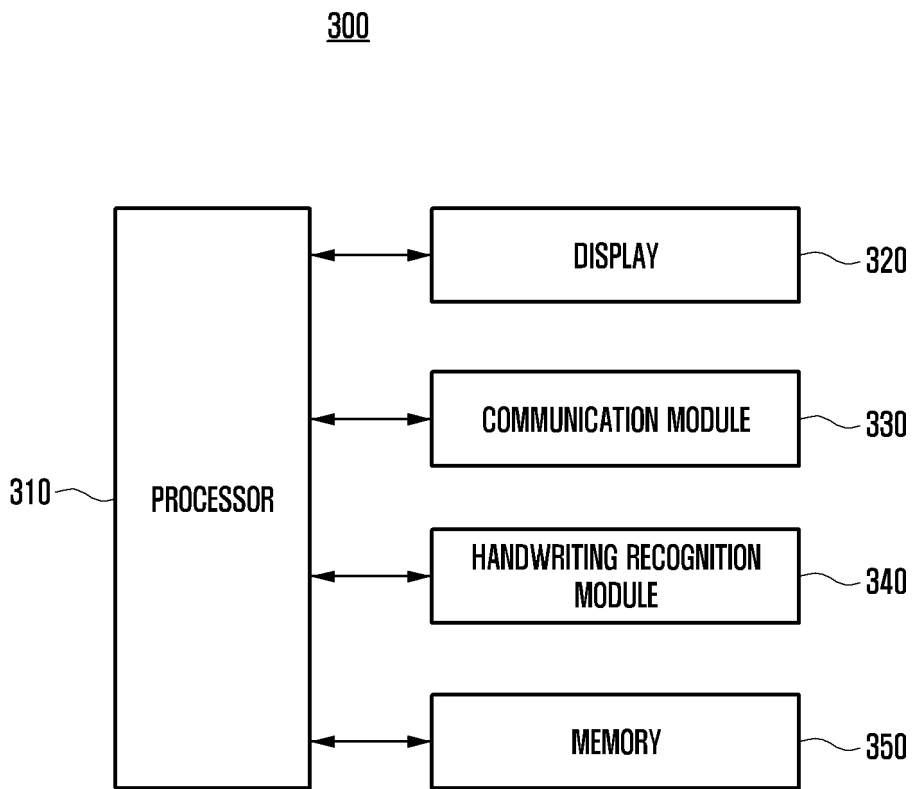 300
DISPLAY
320
COMMUNICATION MODULE
330
310
PROCESSOR
HANDWRITING RECOGNITION
MODULE
340
MEMORY
350